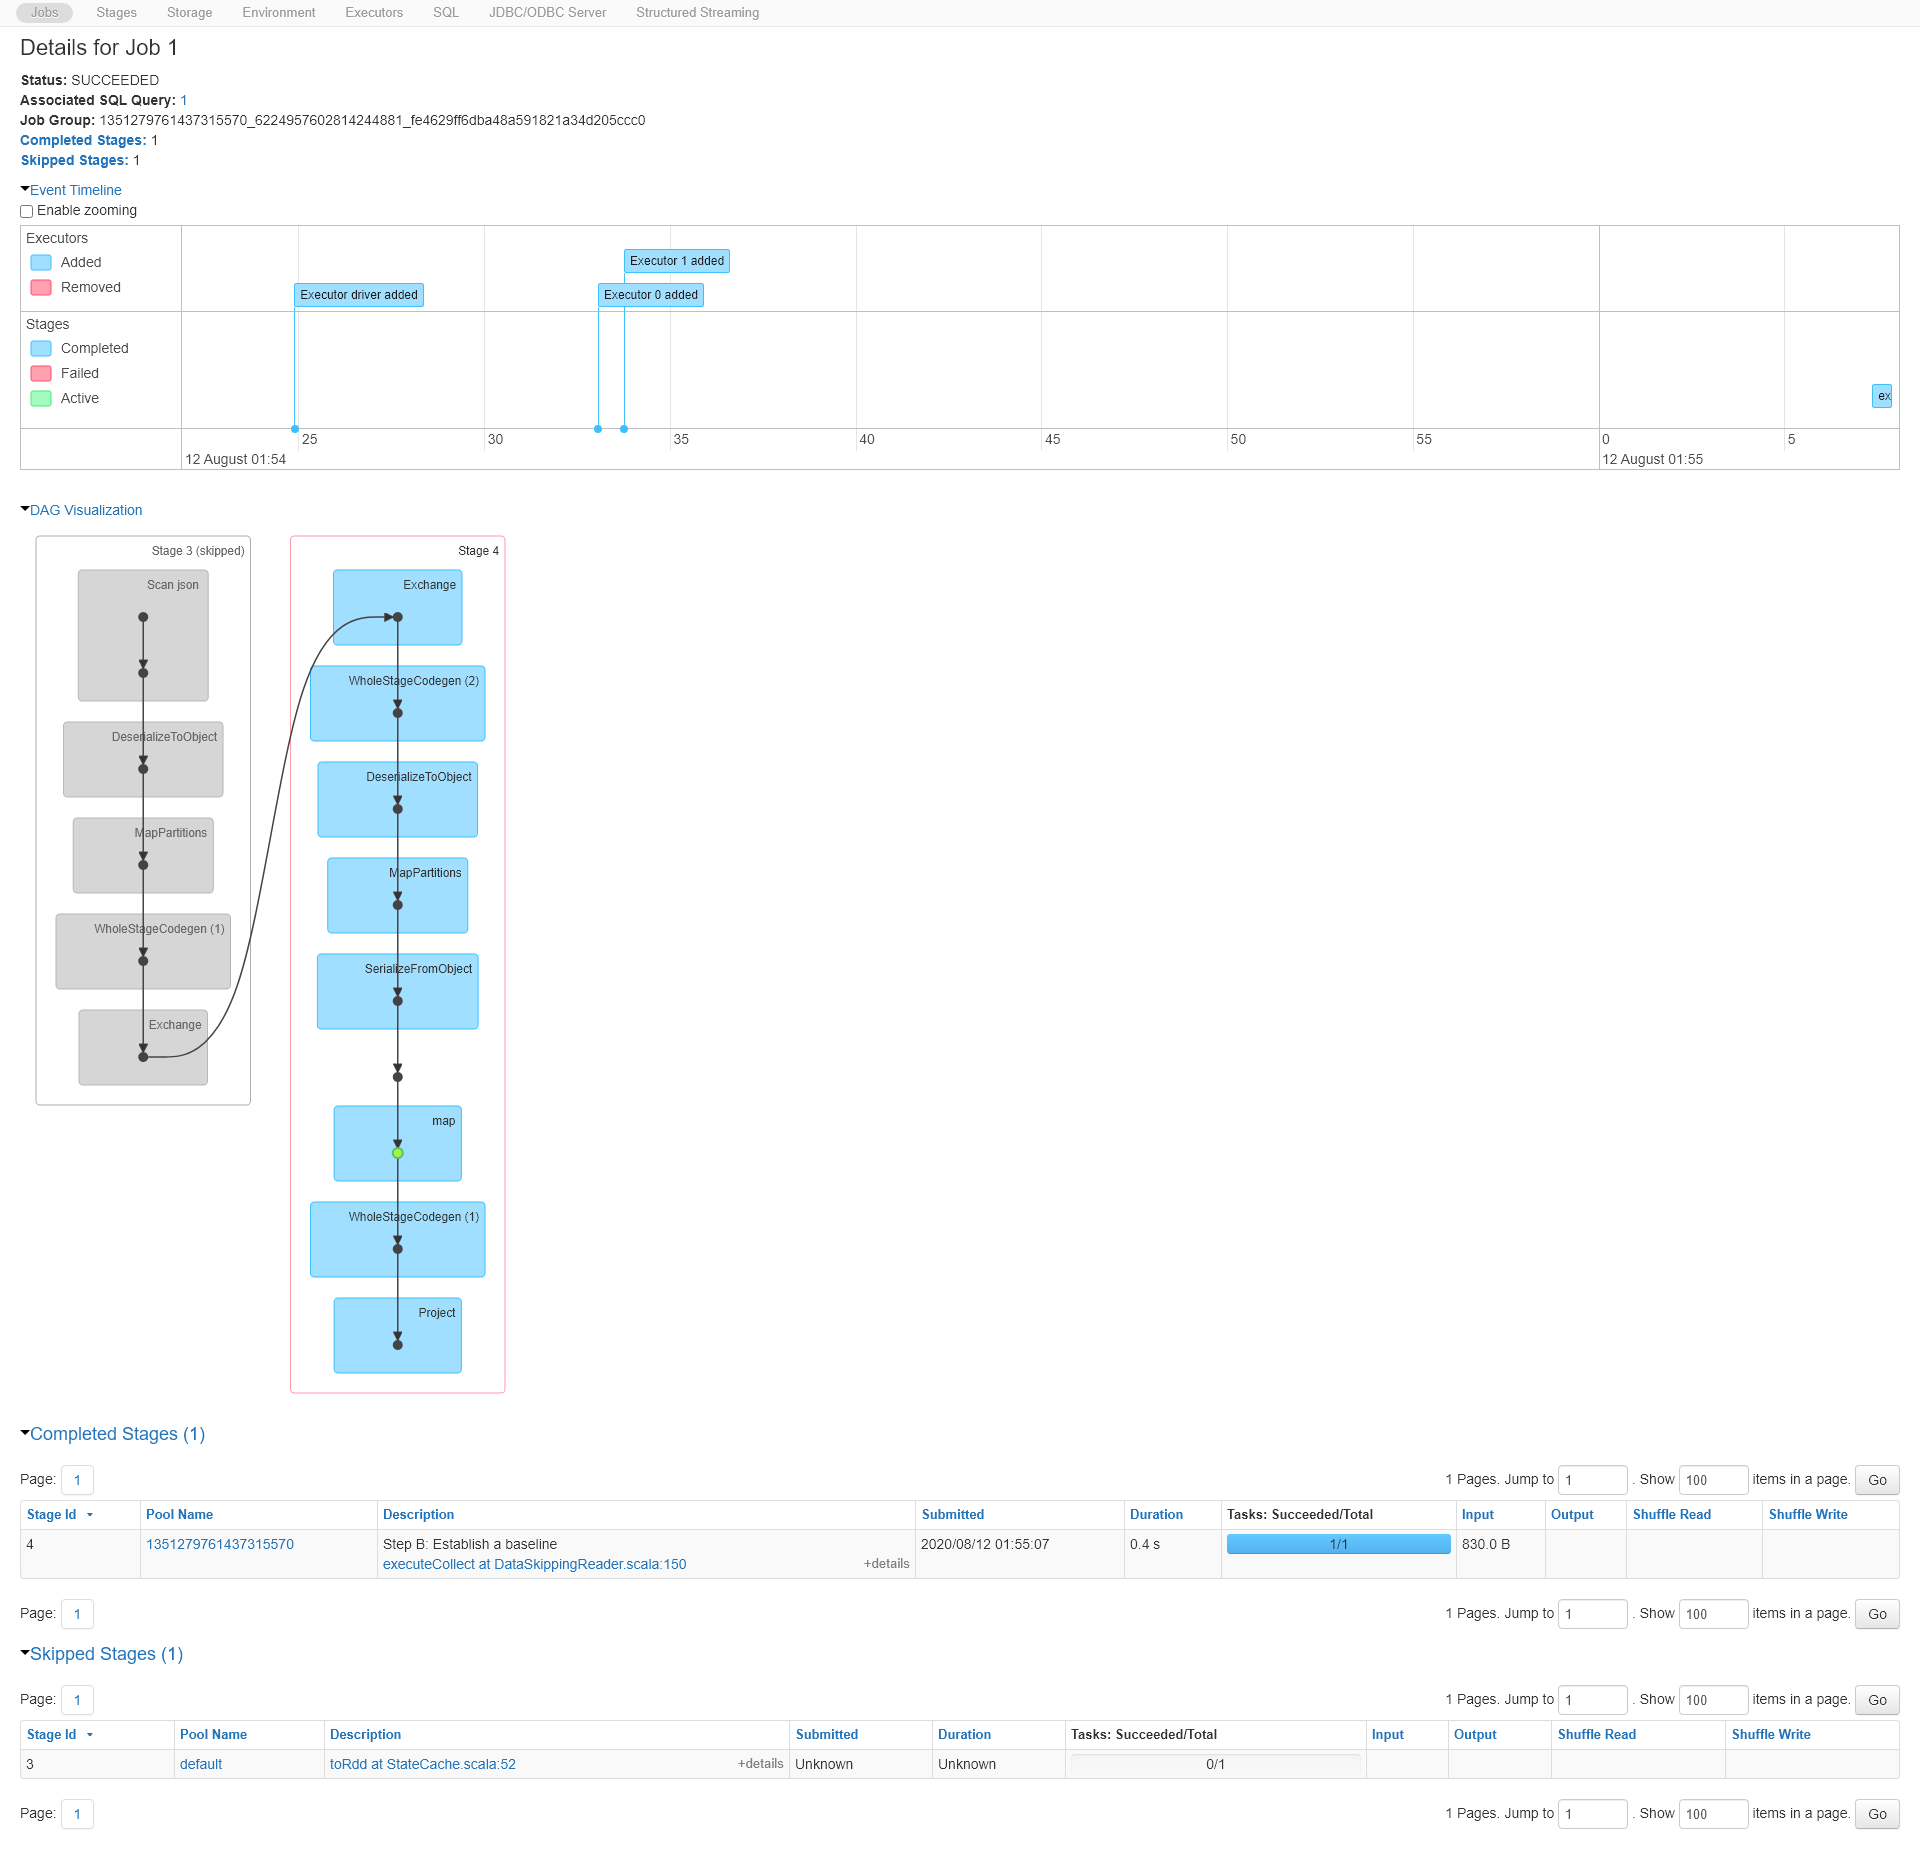 Jobs Stages Storage Environment Executors SQL JDBC/ODBC Server Structured Streaming
Details for Job 1
Status: SUCCEEDED
Associated SQL Query: 1
Job Group: 1351279761437315570_6224957602814244881_fe4629ff6dba48a591821a34d205ccc0
Completed Stages: 1
Skipped Stages: 1
Event Timeline
Enable zooming
Executors
Added
Removed
Executor 1 added
Executor driver added
Executor 0 added
Stages
Completed
Failed
Active
ex
25 30 35 40 45 50 55 0 5
12 August 01:54 12 August 01:55
DAG Visualization
Stage 3 (skipped)
Scan json
DeserializeToObject
MapPartitions
WholeStageCodegen (1)
Exchange
Stage 4
Exchange
WholeStageCodegen (2)
DeserializeToObject
MapPartitions
SerializeFromObject
map
WholeStageCodegen (1)
Project
Completed Stages (1)
Page: 1 1 Pages. Jump to 1 . Show 100 items in a page. Go
Stage Id Pool Name Description Submitted Duration Tasks: Succeeded/Total Input Output Shuffle Read Shuffle Write
4 1351279761437315570 Step B: Establish a baseline 2020/08/12 01:55:07 0.4 s 1/1 830.0 B
executeCollect at DataSkippingReader.scala:150 +details
Page: 1 1 Pages. Jump to 1 . Show 100 items in a page. Go
Skipped Stages (1)
Page: 1 1 Pages. Jump to 1 . Show 100 items in a page. Go
Stage Id Pool Name Description Submitted Duration Tasks: Succeeded/Total Input Output Shuffle Read Shuffle Write
3 default toRdd at StateCache.scala:52 +details Unknown Unknown 0/1
Page: 1 1 Pages. Jump to 1 . Show 100 items in a page. Go